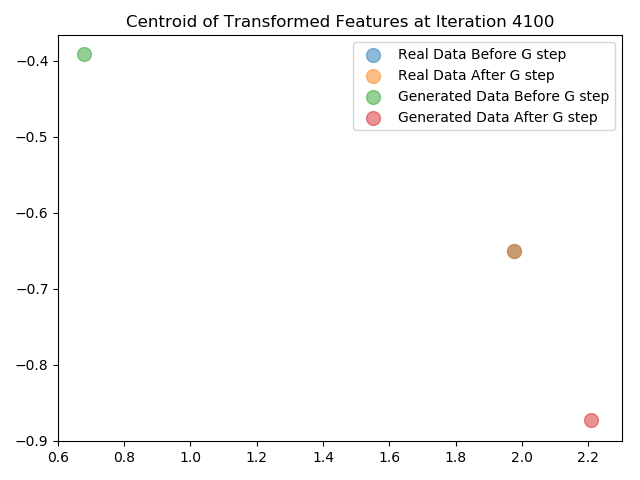 Centroid of Transformed Features at Iteration 4100
Real Data Before G step
Real Data After G step
Generated Data Before G step
Generated Data After G step
−0.4
−0.5
−0.6
−0.7
−0.8
−0.9
0.6 0.8 1.0 1.2 1.4 1.6 1.8 2.0 2.2